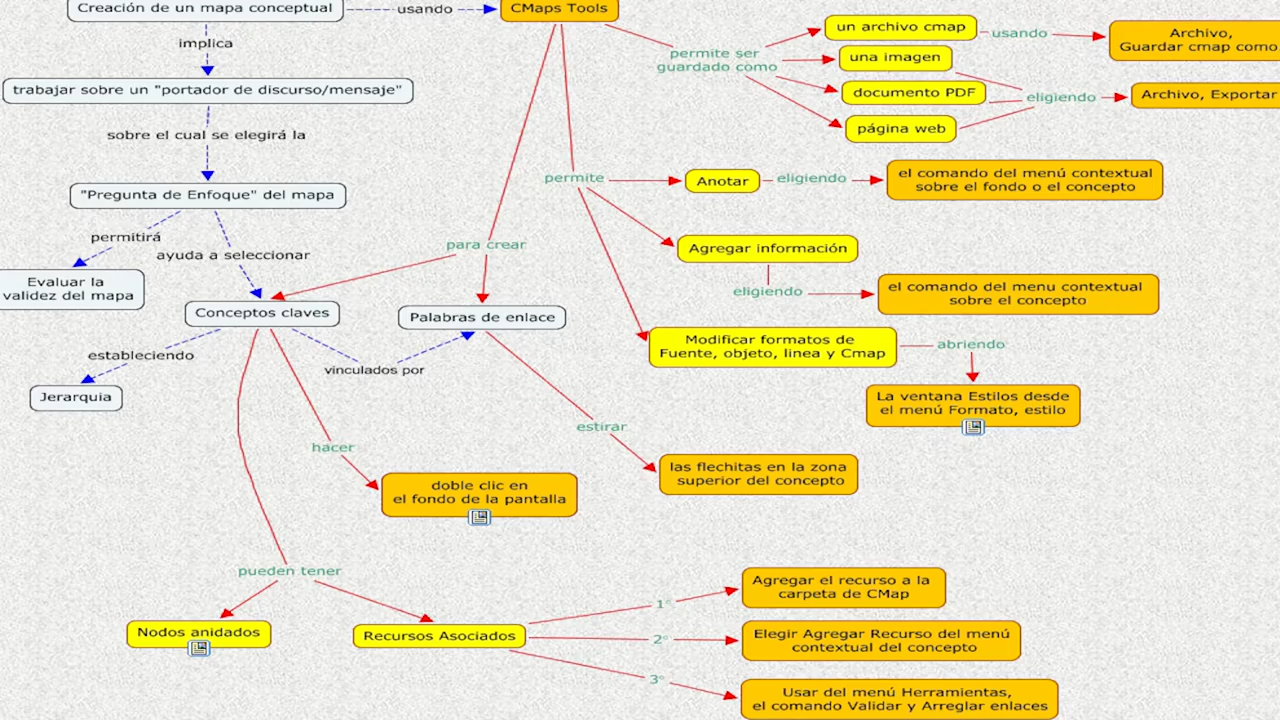 Creación de un mapa conceptual
usando
CMaps Tools
implica
trabajar sobre un "portador de discurso/mensaje"
sobre el cual se elegirá la
"Pregunta de Enfoque" del mapa
permitirá
ayuda a seleccionar
Evaluar la
validez del mapa
Conceptos claves
estableciendo
Jerarquia
vinculados por
para crear
Palabras de enlace
hacer
doble clic en
el fondo de la pantalla
estirar
las flechitas en la zona
superior del concepto
pueden tener
Nodos anidados
Recursos Asociados
1°
Agregar el recurso a la
carpeta de CMap
2°
Elegir Agregar Recurso del menú
contextual del concepto
3°
Usar del menú Herramientas,
el comando Validar y Arreglar enlaces
permite ser
guardado como
un archivo cmap
usando
Archivo,
Guardar cmap como
una imagen
documento PDF
página web
eligiendo
Archivo, Exportar
permite
Anotar
eligiendo
el comando del menú contextual
sobre el fondo o el concepto
Agregar información
eligiendo
el comando del menu contextual
sobre el concepto
Modificar formatos de
Fuente, objeto, linea y Cmap
abriendo
La ventana Estilos desde
el menú Formato, estilo